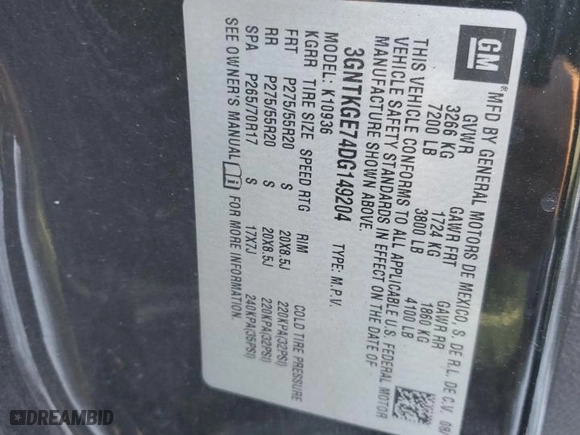 GM
MFD BY GENERAL MOTORS DE MEXICO S. DE R.L. DE C.V. 08/
GVWR GAWR FRT GAWR RR
3266 KG 1724 KG 1860 KG
7200 LB 3800 LB 4100 LB
THIS VEHICLE CONFORMS TO ALL APPLICABLE U.S. FEDERAL MOTOR
VEHICLE SAFETY STANDARDS IN EFFECT ON THE DATE OF
MANUFACTURE SHOWN ABOVE.
3GNTKGE74DG149204 TYPE: M.P.V.
MODEL: K10936
KGRR TIRE SIZE SPEED RTG RIM COLD TIRE PRESSURE
FRT P275/55R20 S 20X8.5J 220KPA(32PSI)
RR P275/55R20 S 20X8.5J 220KPA(32PSI)
SPA P265/70R17 S 17X7J 240KPA(35PSI)
SEE OWNER'S MANUAL FOR MORE INFORMATION.
DREAMBID